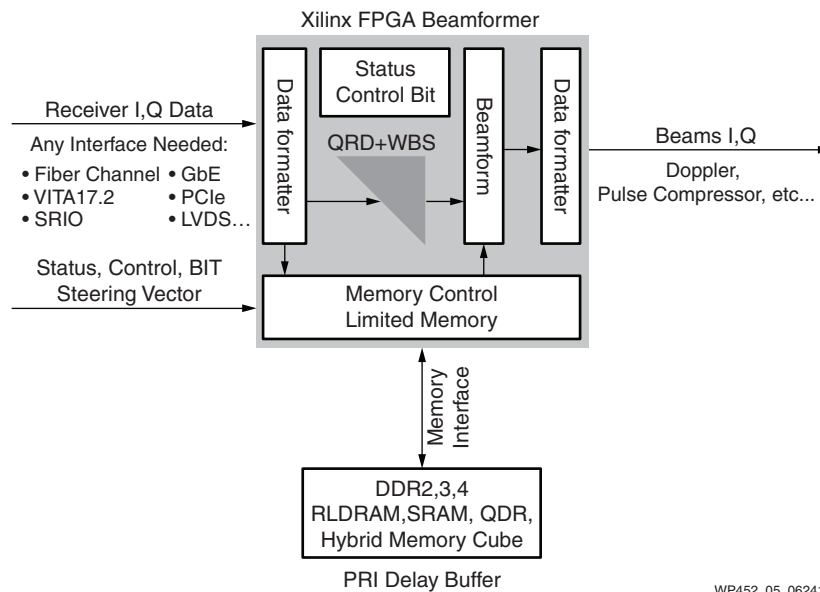 Xilinx FPGA Beamformer
Data formatter
Status
Control Bit
Beamform
Data formatter
QRD+WBS
Receiver I,Q Data
Any Interface Needed:
• Fiber Channel • GbE
• VITA17.2 • PCIe
• SRIO • LVDS…
Beams I,Q
Doppler,
Pulse Compressor, etc...
Status, Control, BIT
Steering Vector
Memory Control
Limited Memory
Memory
Interface
DDR2,3,4
RLDRAM,SRAM, QDR,
Hybrid Memory Cube
PRI Delay Buffer